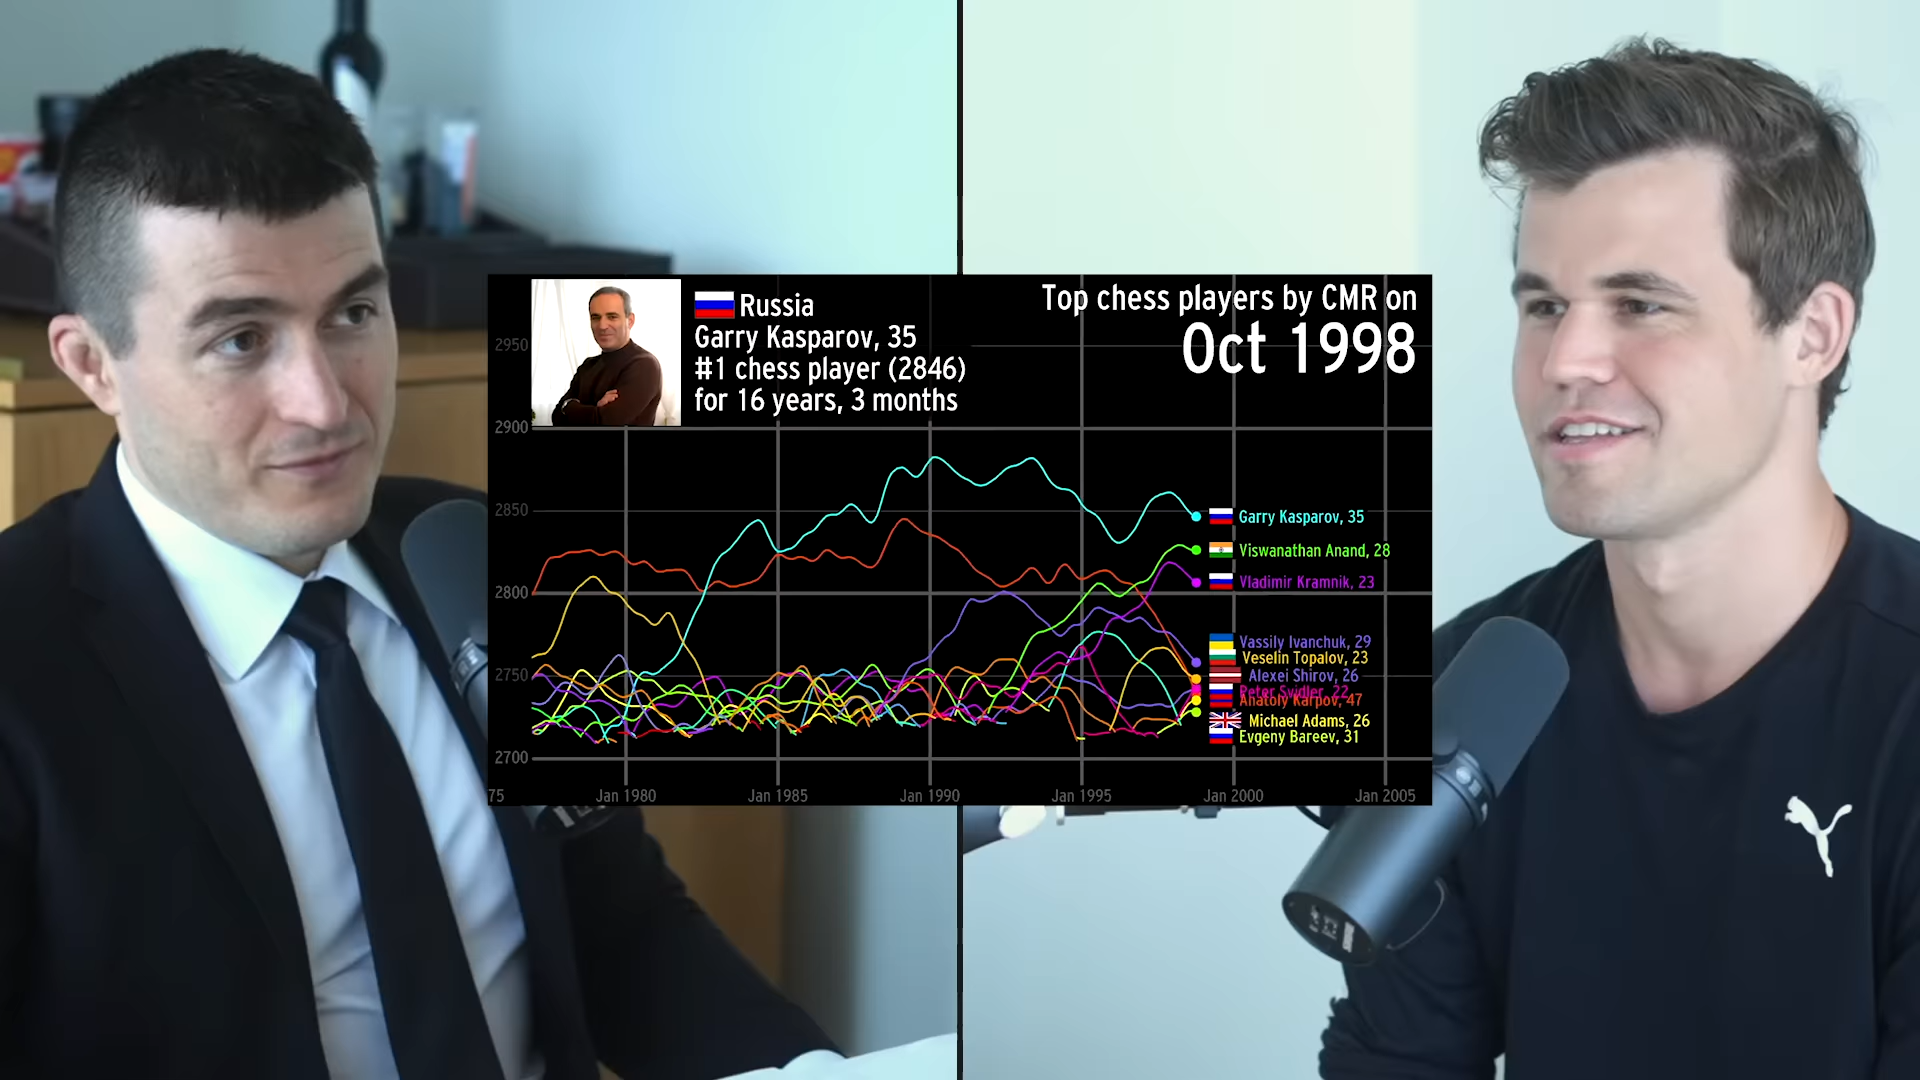 Russia
Garry Kasparov, 35
#1 chess player (2846)
for 16 years, 3 months
Top chess players by CMR on
Oct 1998
2950
2900
2850
2800
2750
2700
Garry Kasparov, 35
Viswanathan Anand, 28
Vladimir Kramnik, 23
Vassily Ivanchuk, 29
Veselin Topalov, 23
Alexei Shirov, 26
Peter Svidler, 22
Anatoly Karpov, 47
Michael Adams, 26
Evgeny Bareev, 31
75
Jan 1980
Jan 1985
Jan 1990
Jan 1995
Jan 2000
Jan 2005